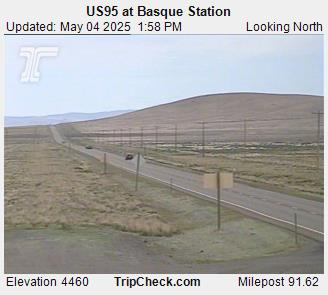 US95 at Basque Station
Updated: May 04 2025 1:58 PM Looking North
Elevation 4460 TripCheck.com Milepost 91.62